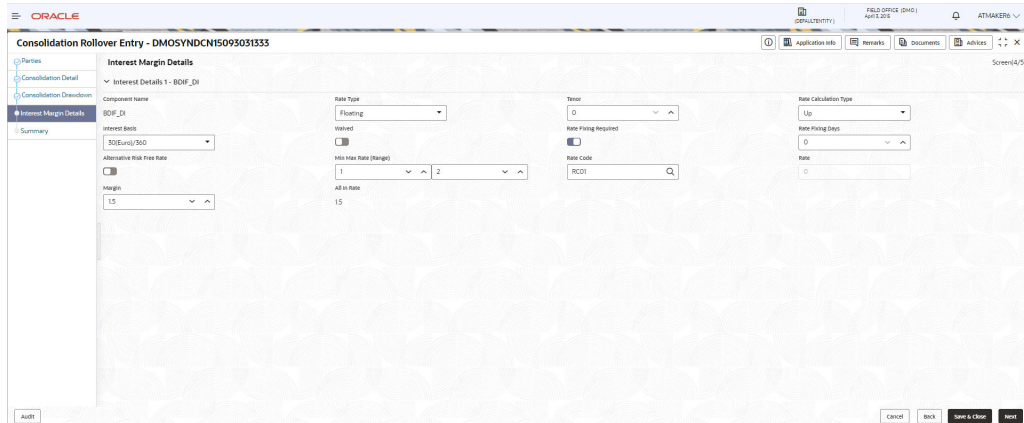 ORACLE
(DEFAULTENTITY)
FIELD OFFICE (DMO)
April 3, 2015
ATMAKER6
Consolidation Rollover Entry - DMOSYNDCN15093031333
Application Info
Remarks
Documents
Advices
Parties
Consolidation Detail
Consolidation Drawdown
Interest Margin Details
Summary
Interest Margin Details
Screen(4/5
Interest Details 1 - BDIF_DI
Component Name
Rate Type
Tenor
Rate Calculation Type
BDIF_DI
Floating
0
Up
Interest Basis
Waived
Rate Fixing Required
Rate Fixing Days
30(Euro)/360
0
Alternative Risk Free Rate
Min Max Rate (Range)
Rate Code
Rate
1
2
RC01
0
Margin
All In Rate
1.5
1.5
Audit
Cancel
Back
Save & Close
Next